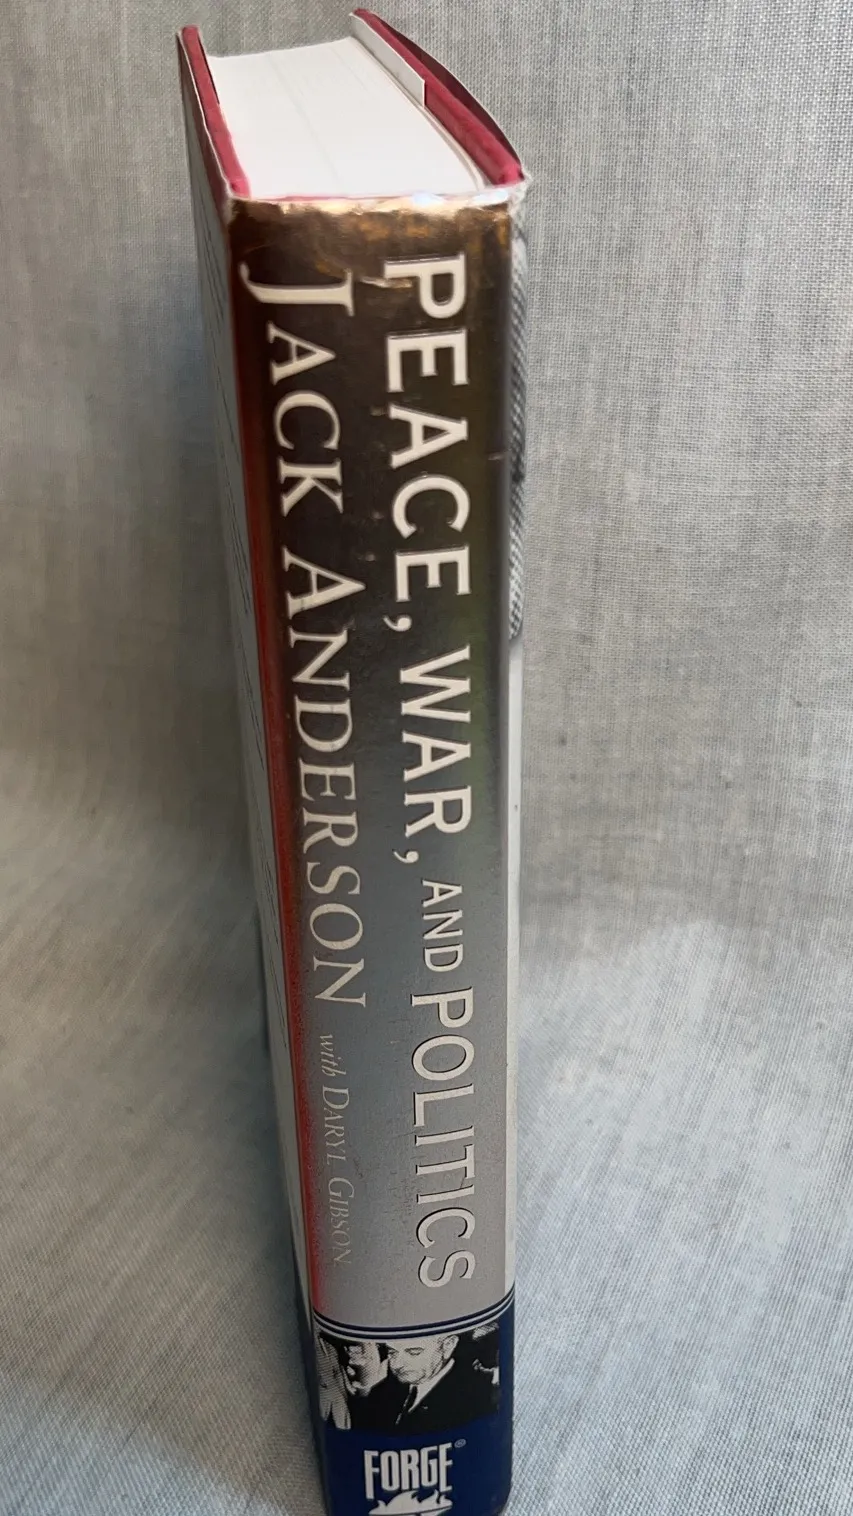 PEACE, WAR, AND POLITICS
JACK ANDERSON with DARYL GIBSON
FORGE®